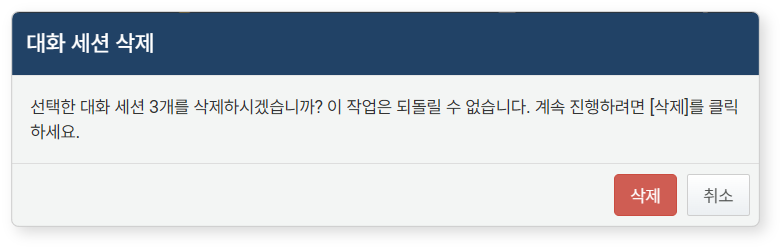 대화 세션 삭제
선택한 대화 세션 3개를 삭제하시겠습니까? 이 작업은 되돌릴 수 없습니다. 계속 진행하려면 [삭제]를 클릭
하세요.
삭제
취소